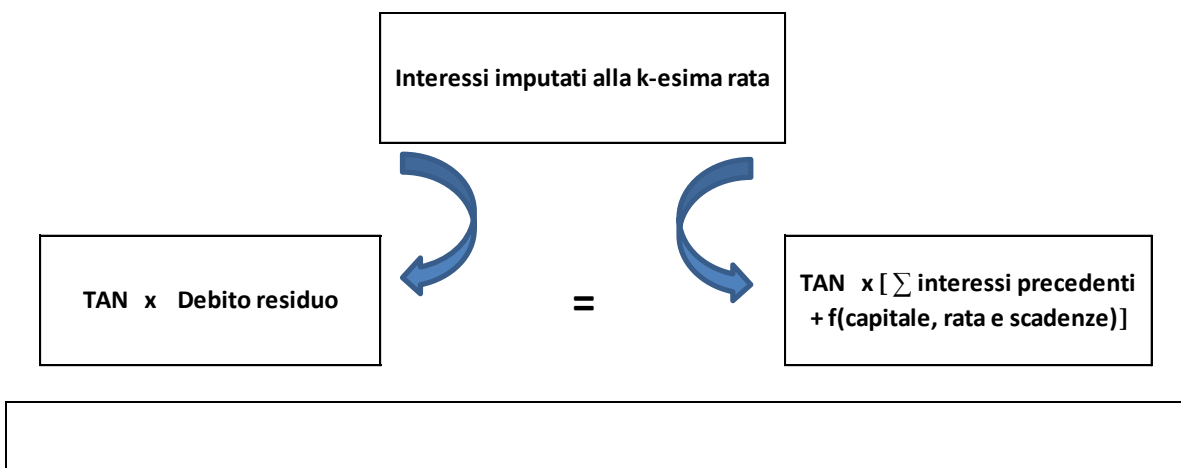 Interessi imputati alla k-esima rata
TAN x Debito residuo
=
TAN x [ ∑ interessi precedenti
+ f(capitale, rata e scadenze)]